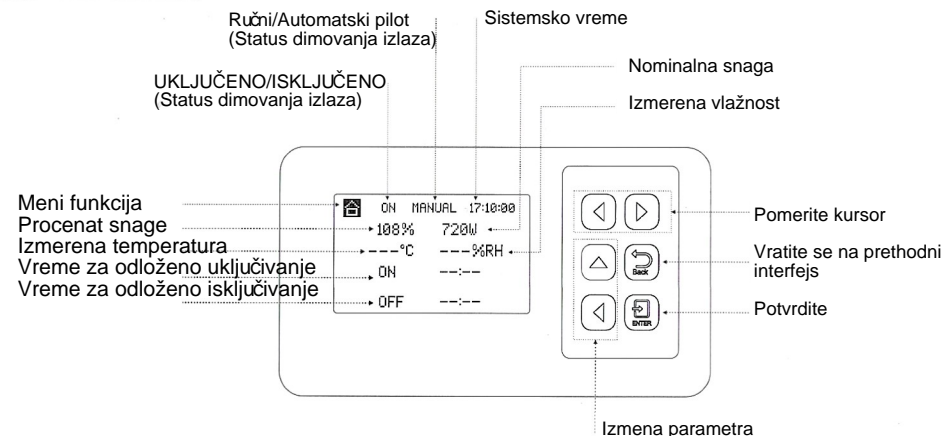 Ručni/Automatski pilot
(Status dimovanja izlaza)
Sistemsko vreme
UKLJUČENO/ISKLJUČENO
(Status dimovanja izlaza)
Nominalna snaga
Izmerena vlažnost
Meni funkcija
Procenat snage
Izmerena temperatura
Vreme za odloženo uključivanje
Vreme za odloženo isključivanje
ON MANUAL 17:10:00
108% 720W
---°C ---%RH
ON --:--
OFF --:--
Back
ENTER
Pomerite kursor
Vratite se na prethodni
interfejs
Potvrdite
Izmena parametra